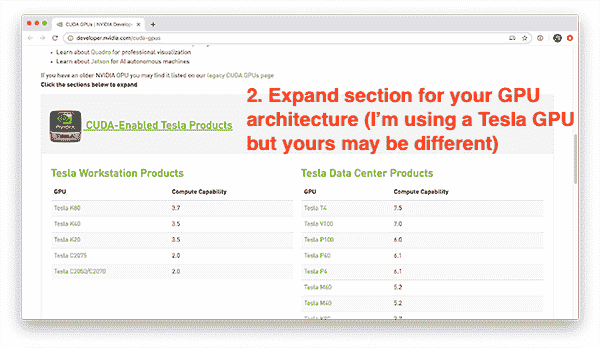 CUDA GPUs | NVIDIA Develop
developer.nvidia.com/cuda-gpus
Learn about Quadro for professional visualization
Learn about Jetson for AI autonomous machines
If you have an older NVIDIA GPU you may find it listed on our legacy CUDA GPUs page
Click the sections below to expand
2. Expand section for your GPU
architecture (I'm using a Tesla GPU
but yours may be different)
CUDA-Enabled Tesla Products
Tesla Workstation Products
GPU Compute Capability
Tesla K80 3.7
Tesla K40 3.5
Tesla K20 3.5
Tesla C2075 2.0
Tesla C2050/C2070 2.0
Tesla Data Center Products
GPU Compute Capability
Tesla T4 7.5
Tesla V100 7.0
Tesla P100 6.0
Tesla P40 6.1
Tesla P4 6.1
Tesla M60 5.2
Tesla M40 5.2